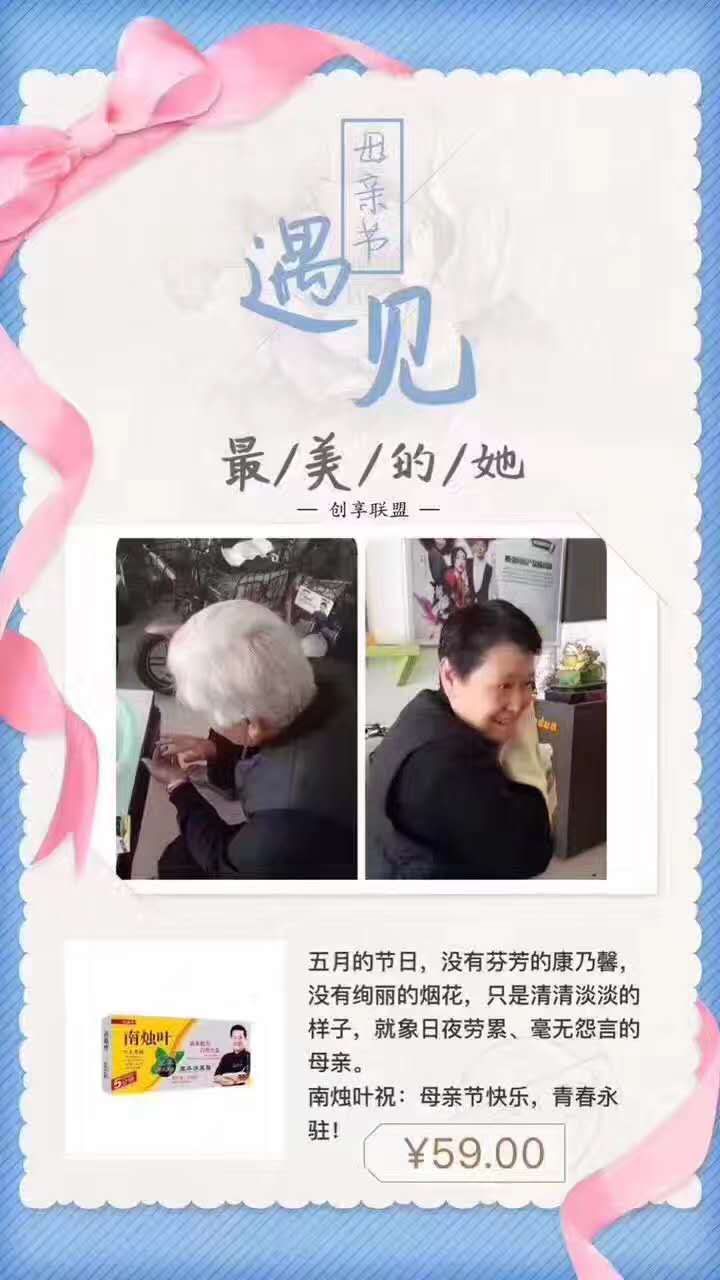 母亲节
遇见
最/美/的/她
— 创享联盟 —
五月的节日，没有芬芳的康乃馨，
没有绚丽的烟花，只是清清淡淡的
样子，就象日夜劳累、毫无怨言的
母亲。
南烛叶祝：母亲节快乐，青春永
驻！
¥59.00
南烛叶